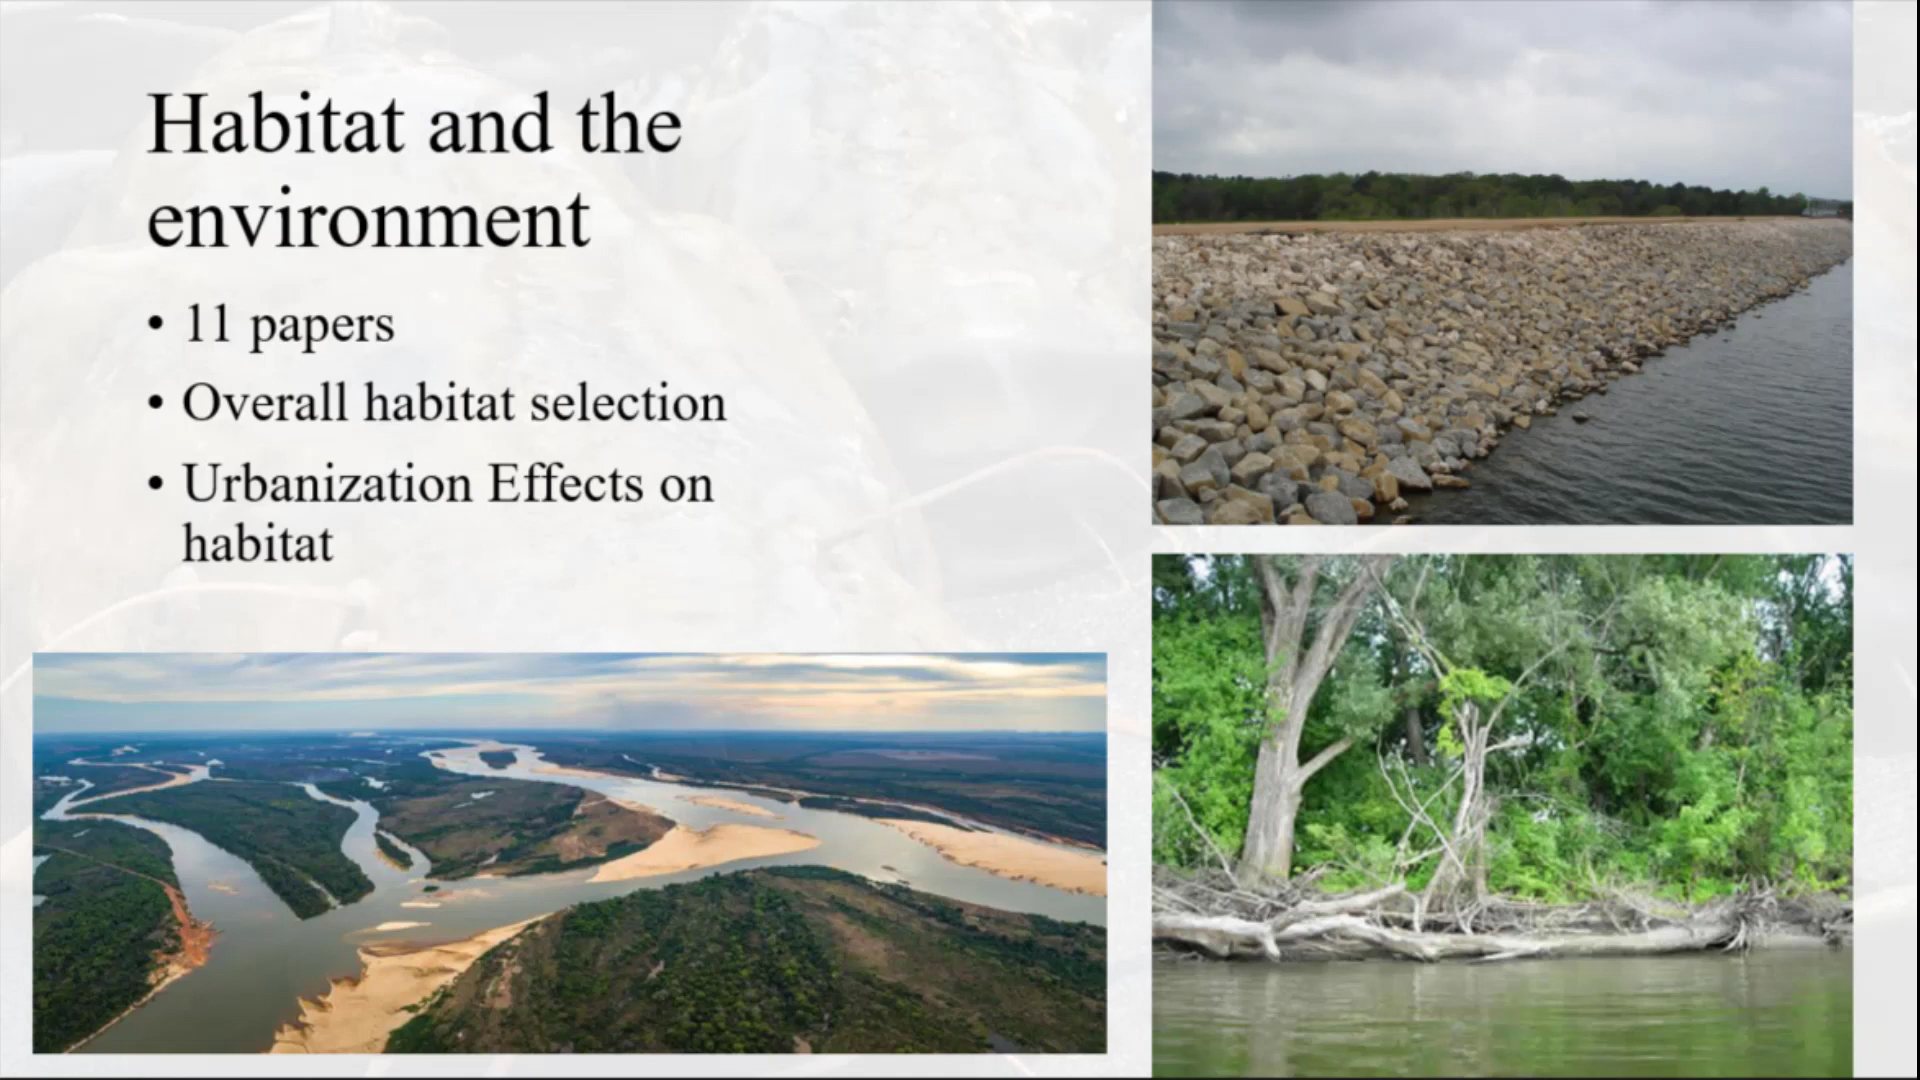 Habitat and the
environment
• 11 papers
• Overall habitat selection
• Urbanization Effects on
habitat